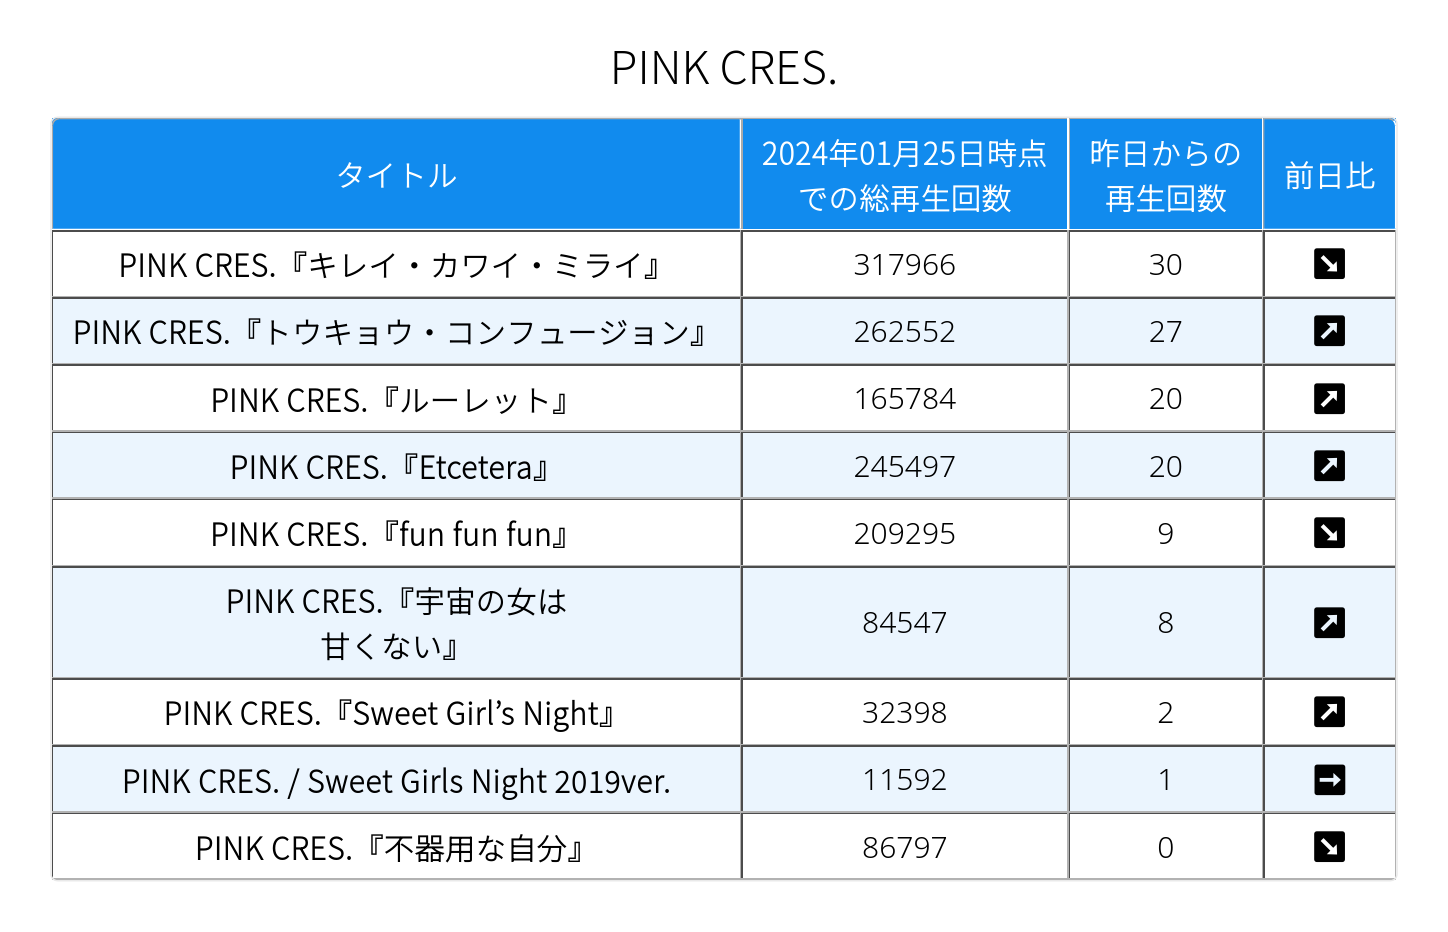 PINK CRES.
タイトル
2024年01月25日時点
での総再生回数
昨日からの
再生回数
前日比
PINK CRES.『キレイ・カワイ・ミライ』 317966 30 ↘
PINK CRES.『トウキョウ・コンフュージョン』 262552 27 ↗
PINK CRES.『ルーレット』 165784 20 ↗
PINK CRES.『Etcetera』 245497 20 ↗
PINK CRES.『fun fun fun』 209295 9 ↘
PINK CRES.『宇宙の女は
甘くない』 84547 8 ↗
PINK CRES.『Sweet Girl’s Night』 32398 2 ↗
PINK CRES. / Sweet Girls Night 2019ver. 11592 1 →
PINK CRES.『不器用な自分』 86797 0 ↘